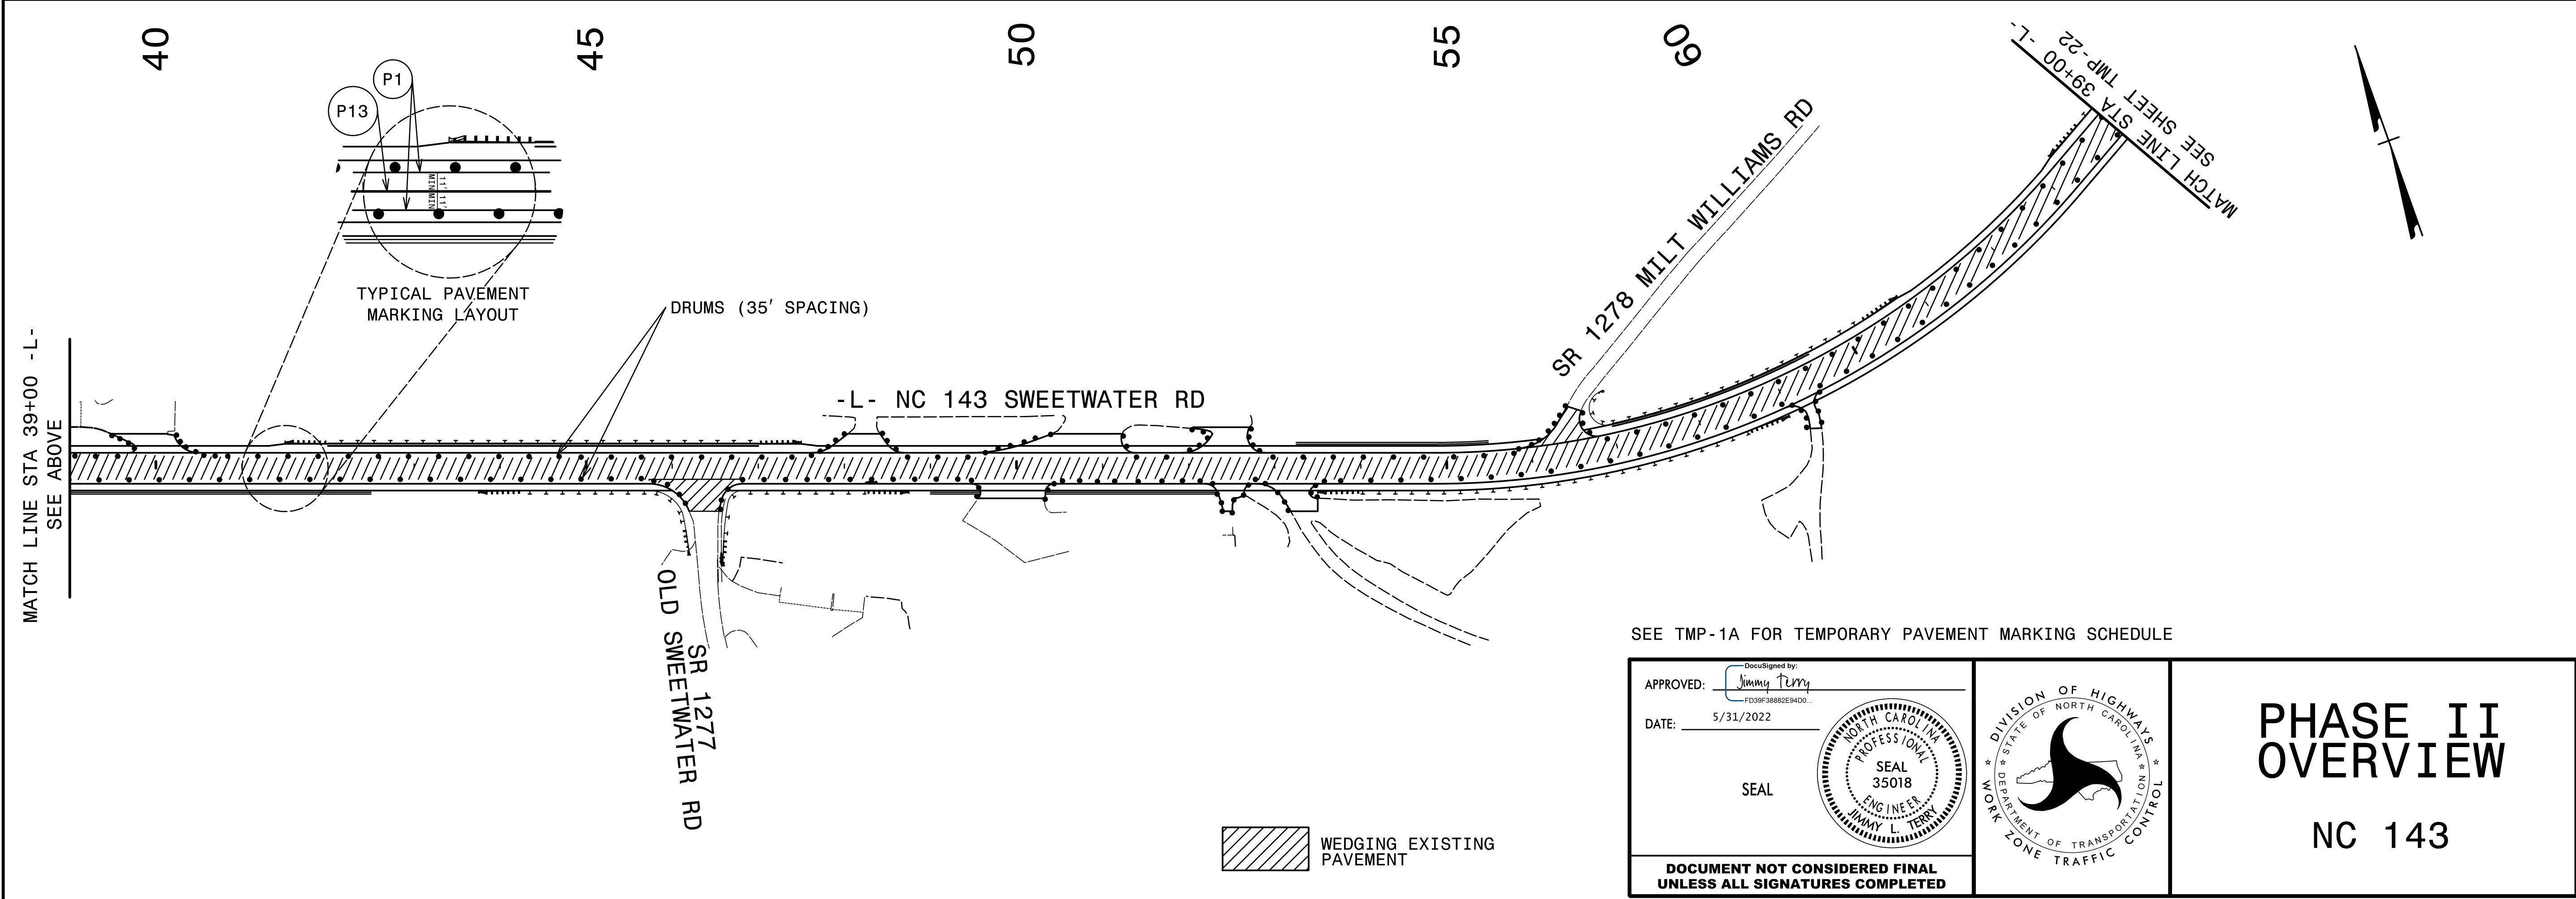 40
45
50
55
60
P1
P13
11' MIN
11' MIN
TYPICAL PAVEMENT
MARKING LAYOUT
DRUMS (35' SPACING)
-L- NC 143 SWEETWATER RD
SR 1278 MILT WILLIAMS RD
MATCH LINE STA 39+00 -L-
SEE SHEET TMP-22
MATCH LINE STA 39+00 -L-
SEE ABOVE
SR 1277
OLD SWEETWATER RD
WEDGING EXISTING
PAVEMENT
SEE TMP-1A FOR TEMPORARY PAVEMENT MARKING SCHEDULE
DocuSigned by:
APPROVED: Jimmy Terry
FD39F38882E94D0...
DATE: 5/31/2022
SEAL
NORTH CAROLINA
PROFESSIONAL
SEAL
35018
ENGINEER
JIMMY L. TERRY
DOCUMENT NOT CONSIDERED FINAL
UNLESS ALL SIGNATURES COMPLETED
DIVISION OF HIGHWAYS
STATE OF NORTH CAROLINA
DEPARTMENT OF TRANSPORTATION
WORK ZONE TRAFFIC CONTROL
PHASE II
OVERVIEW
NC 143